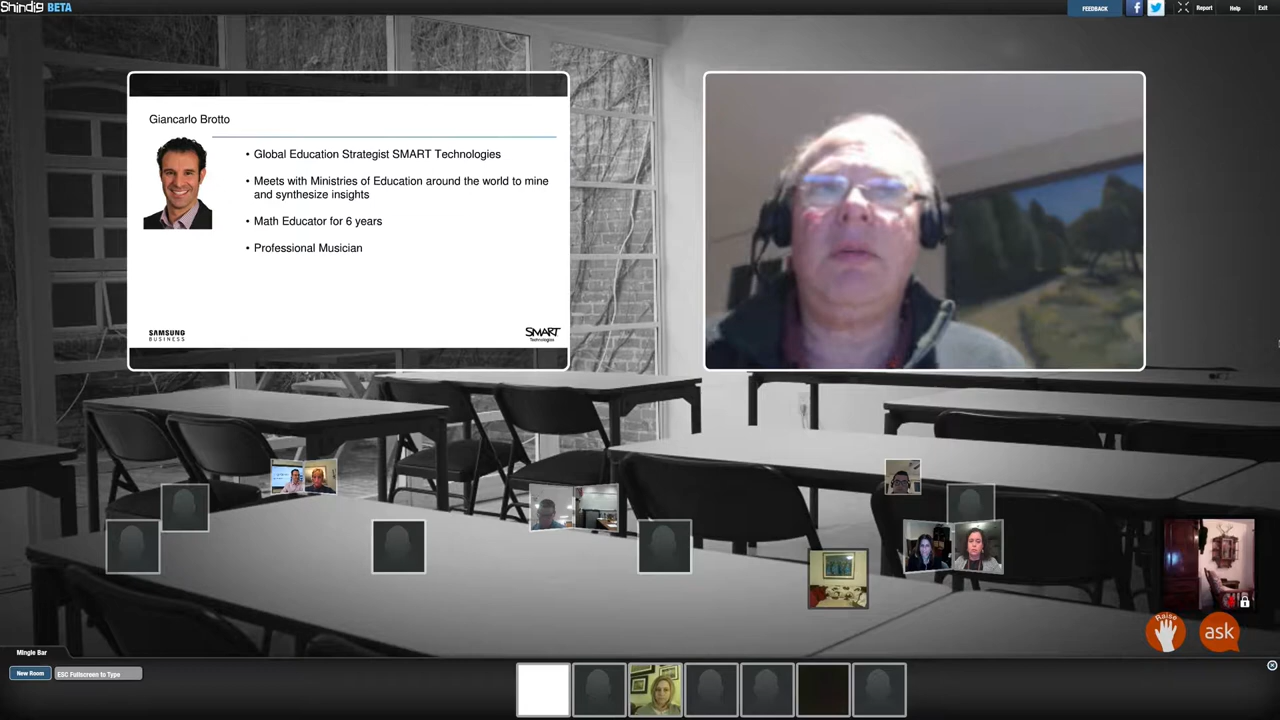 Shindig BETA
FEEDBACK
Report
Help
Exit
Giancarlo Brotto
• Global Education Strategist SMART Technologies
• Meets with Ministries of Education around the world to mine
and synthesize insights
• Math Educator for 6 years
• Professional Musician
SAMSUNG
BUSINESS
SMART
Technologies
Raise
ask
Mingle Bar
New Room
ESC Fullscreen to Type